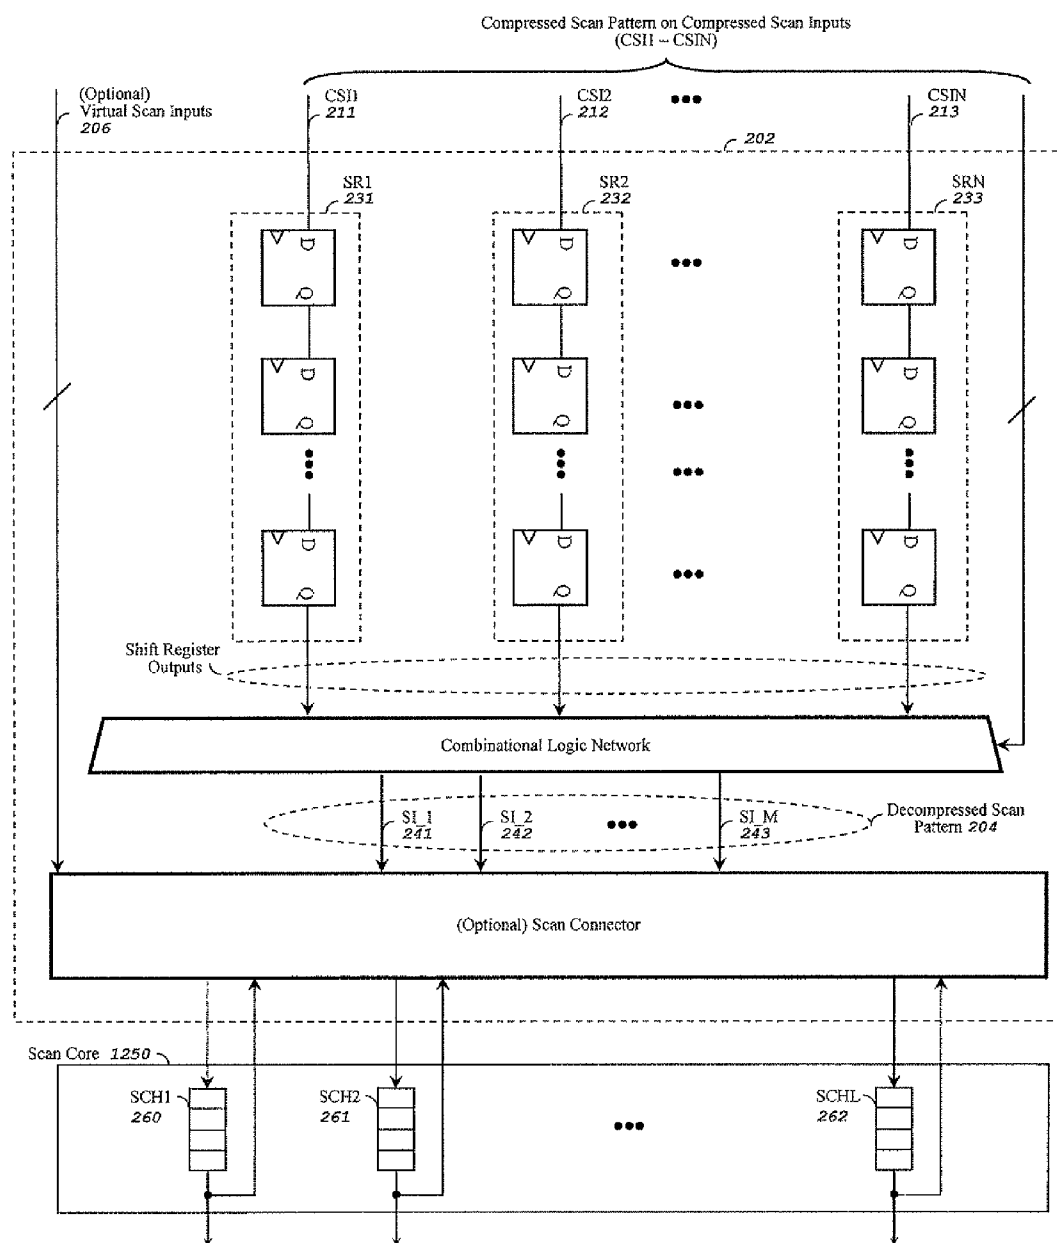 Compressed Scan Pattern on Compressed Scan Inputs
(CSI1 – CSIN)
(Optional)
Virtual Scan Inputs
206
CSI1
211
CSI2
212
CSIN
213
202
SR1
231
SR2
232
SRN
233
D
D
D
Q
Q
Q
D
D
D
Q
Q
Q
D
D
D
Q
Q
Q
Shift Register
Outputs
Combinational Logic Network
SI_1
241
SI_2
242
SI_M
243
Decompressed Scan
Pattern 204
(Optional) Scan Connector
Scan Core 1250
SCH1
260
SCH2
261
SCHL
262